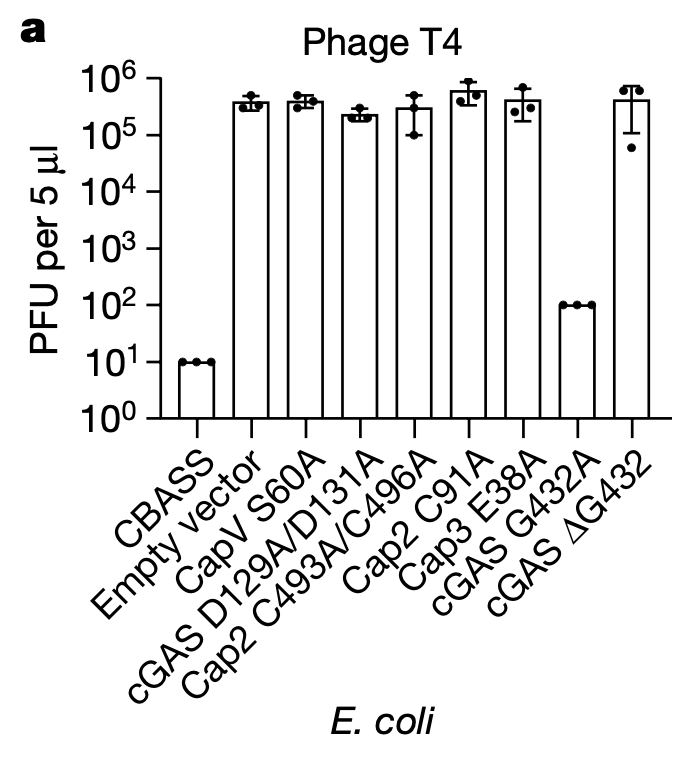 a
Phage T4
PFU per 5 µl
10⁶
10⁵
10⁴
10³
10²
10¹
10⁰
CBASS
Empty vector
CapV S60A
cGAS D129A/D131A
Cap2 C493A/C496A
Cap2 C91A
Cap3 E38A
cGAS G432A
cGAS ΔG432
E. coli